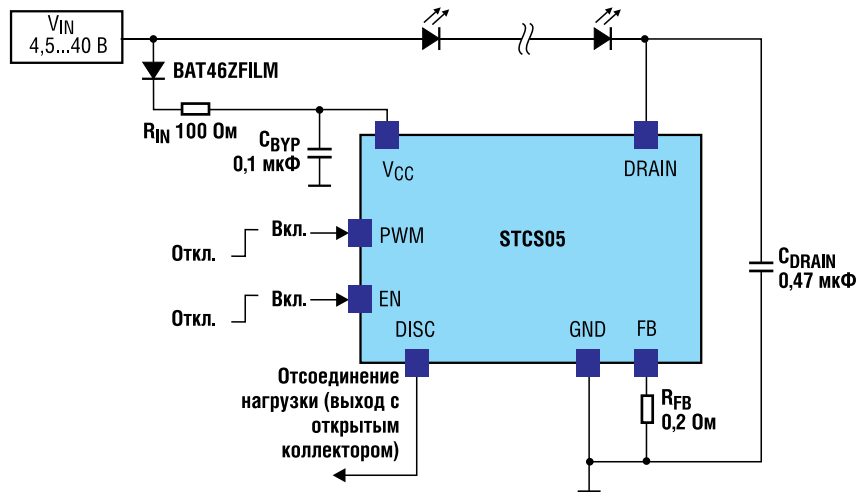 VIN
4,5...40 В
BAT46ZFILM
RIN 100 Ом
CBYP
0,1 мкФ
VCC
DRAIN
Откл.
Вкл.
PWM
STCS05
CDRAIN
0,47 мкФ
Откл.
Вкл.
EN
DISC
GND
FB
Отсоединение
нагрузки (выход с
открытым
коллектором)
RFB
0,2 Ом